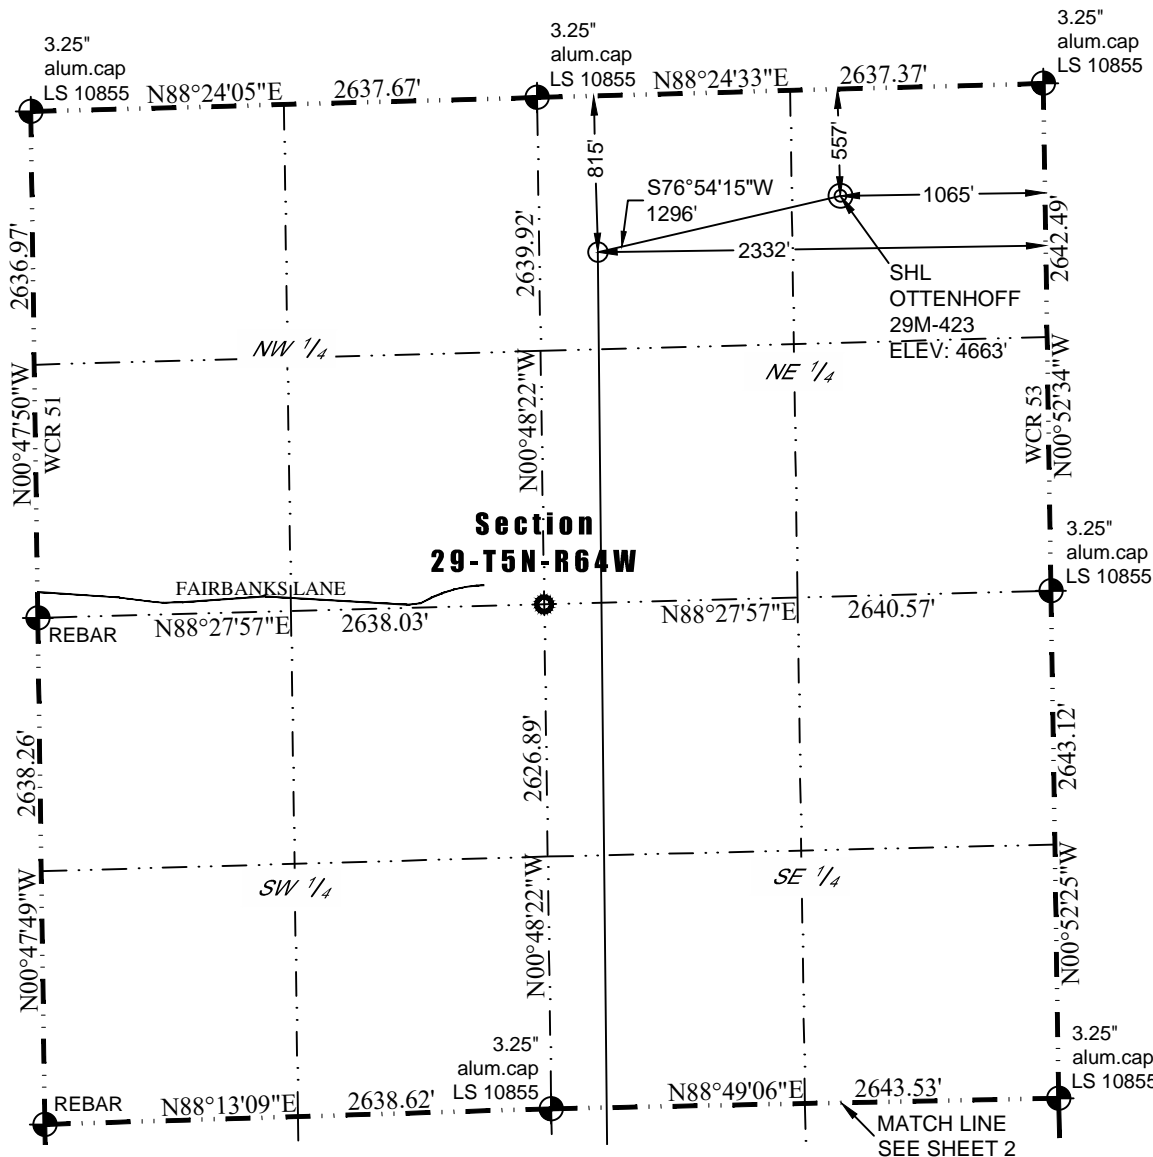 3.25"
alum.cap
LS 10855
3.25"
alum.cap
LS 10855
3.25"
alum.cap
LS 10855
N88°24'05"E
2637.67'
N88°24'33"E
2637.37'
815'
557'
S76°54'15"W
1296'
1065'
2332'
2636.97'
2639.92'
2642.49'
SHL
OTTENHOFF
29M-423
ELEV: 4663'
NW 1/4
NE 1/4
N00°47'50"W
WCR 51
N00°48'22"W
WCR 53
N00°52'34"W
Section
29-T5N-R64W
3.25"
alum.cap
LS 10855
FAIRBANKS LANE
REBAR
N88°27'57"E
2638.03'
N88°27'57"E
2640.57'
2638.26'
2626.89'
2643.12'
SW 1/4
SE 1/4
N00°47'49"W
N00°48'22"W
N00°52'25"W
3.25"
alum.cap
LS 10855
3.25"
alum.cap
LS 10855
REBAR
N88°13'09"E
2638.62'
N88°49'06"E
2643.53'
MATCH LINE
SEE SHEET 2